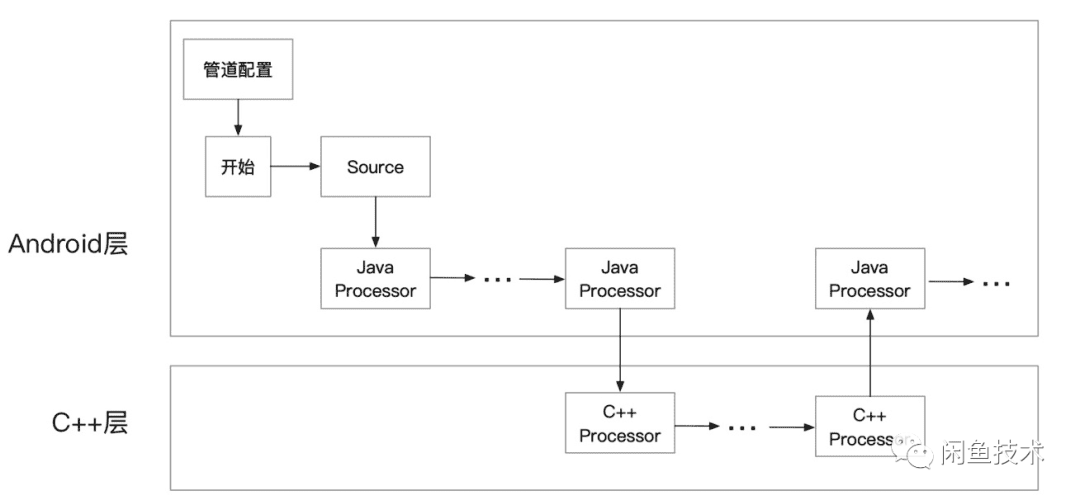 管道配置
开始
Source
Android层
Java
Processor
...
Java
Processor
Java
Processor
...
C++层
C++
Processor
...
C++
Processor
闲鱼技术